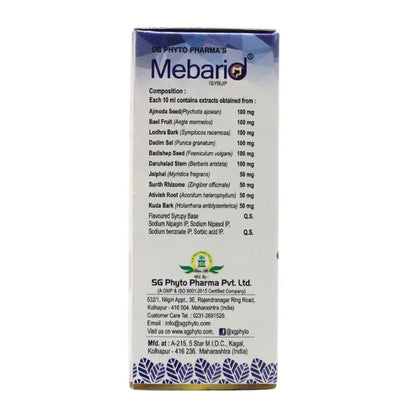 SG PHYTO PHARMA'S
Mebarid®
SYRUP
Composition :
Each 10 ml contains extracts obtained from :
Ajmoda Seed (Ptychotis ajowan) 100 mg
Bael Fruit (Aegle marmelos) 100 mg
Lodhra Bark (Symplocos racemosa) 100 mg
Dadim Sal (Punica granatum) 100 mg
Badishep Seed (Foeniculum vulgare) 100 mg
Daruhalad Stem (Berberis aristata) 100 mg
Jaiphal (Myristica fragrans) 50 mg
Sunth Rhizome (Zingiber officinale) 50 mg
Ativish Root (Aconitum heterophyllum) 50 mg
Kuda Bark (Holarrhena antidysenterica) 50 mg
Flavoured Syrupy Base Q.S.
Sodium Nipagin IP, Sodium Nipasol IP,
Sodium benzoate IP, Sorbic acid IP. Q.S.
Mfd. By :
SG Phyto Pharma Pvt. Ltd.
(A GMP & ISO 9001:2015 Certified Company)
532/1, Nilgiri Appt., 3E, Rajendranagar Ring Road,
Kolhapur - 416 004. Maharashtra (India)
Customer Care Tel. : 0231-2691520.
Email : info@sgphyto.com
Visit us on www.sgphyto.com, f @sgphyto
Mfd. at : A-215, 5 Star M.I.D.C., Kagal,
Kolhapur - 416 236. Maharashtra (India)